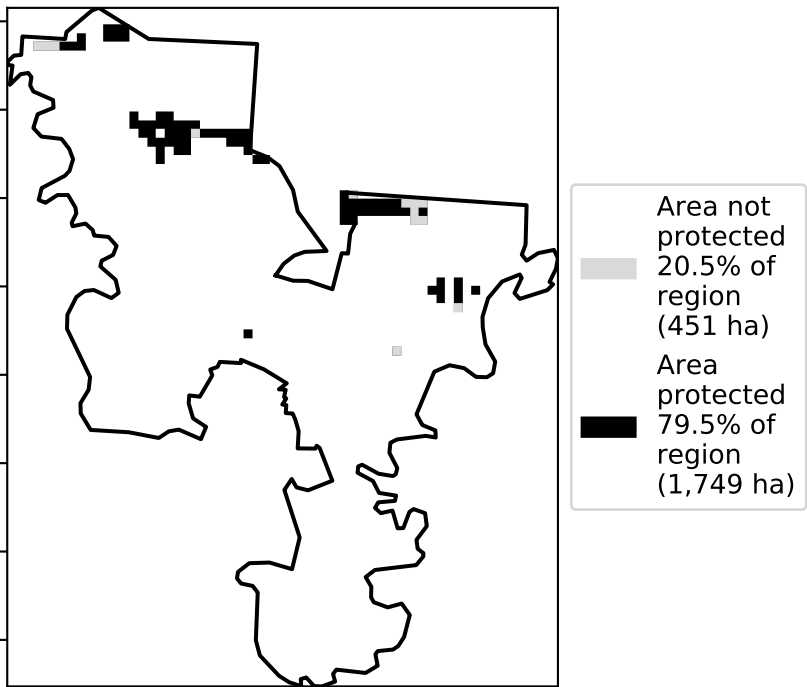 Area not
protected
20.5% of
region
(451 ha)
Area
protected
79.5% of
region
(1,749 ha)